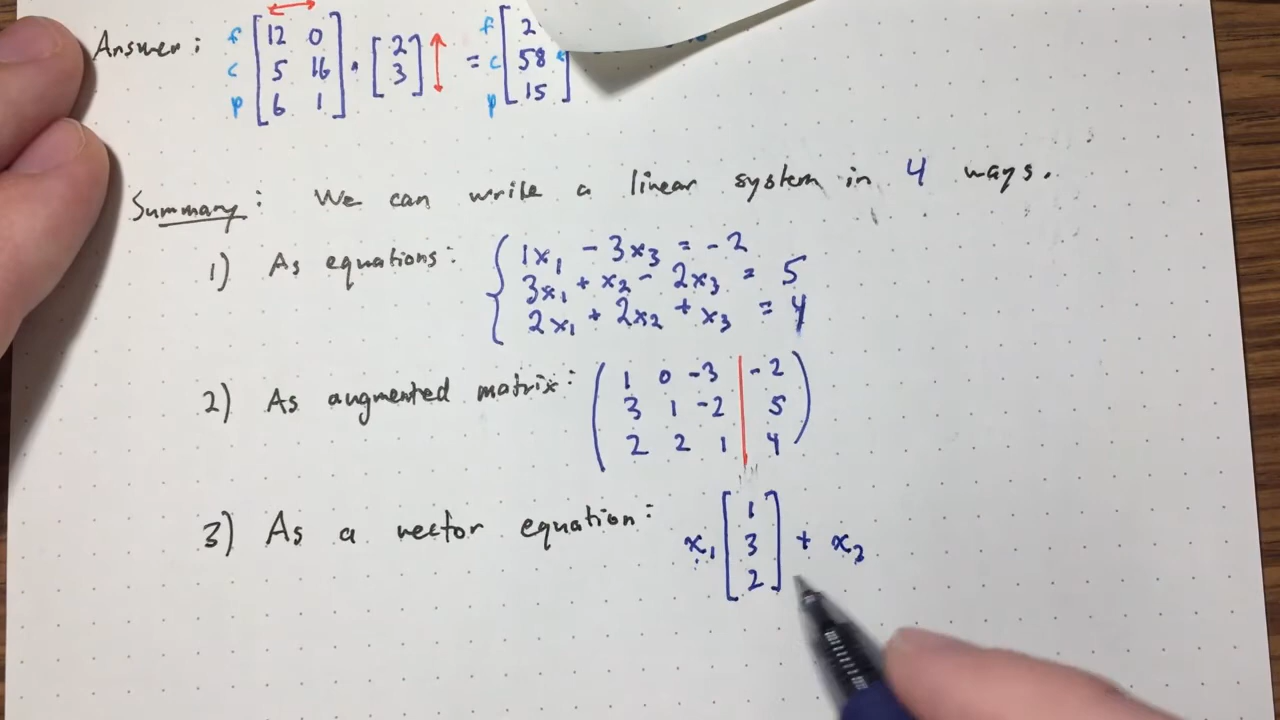 Answer: f [12 0] [2] = f [2
c [5 16] · [3] c [58]
p [6 1] p [15]
Summary: We can write a linear system in 4 ways.
1) As equations: { 1x₁ - 3x₃ = -2
3x₁ + x₂ - 2x₃ = 5
2x₁ + 2x₂ + x₃ = 4
2) As augmented matrix: ( 1 0 -3 | -2 )
3 1 -2 | 5
2 2 1 | 4
3) As a vector equation: x₁ [1 3 2] + x₂